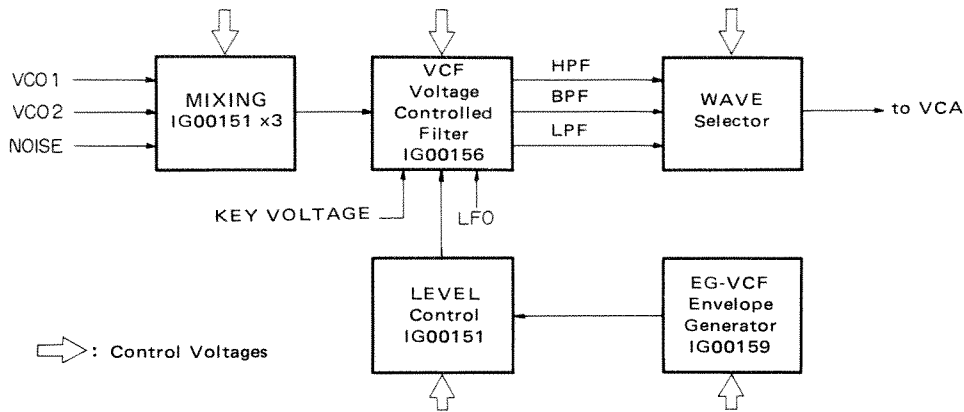 VCO1
VCO2
NOISE
MIXING
IG00151 x3
VCF
Voltage
Controlled
Filter
IG00156
HPF
BPF
LPF
WAVE
Selector
to VCA
KEY VOLTAGE
LFO
LEVEL
Control
IG00151
EG-VCF
Envelope
Generator
IG00159
: Control Voltages